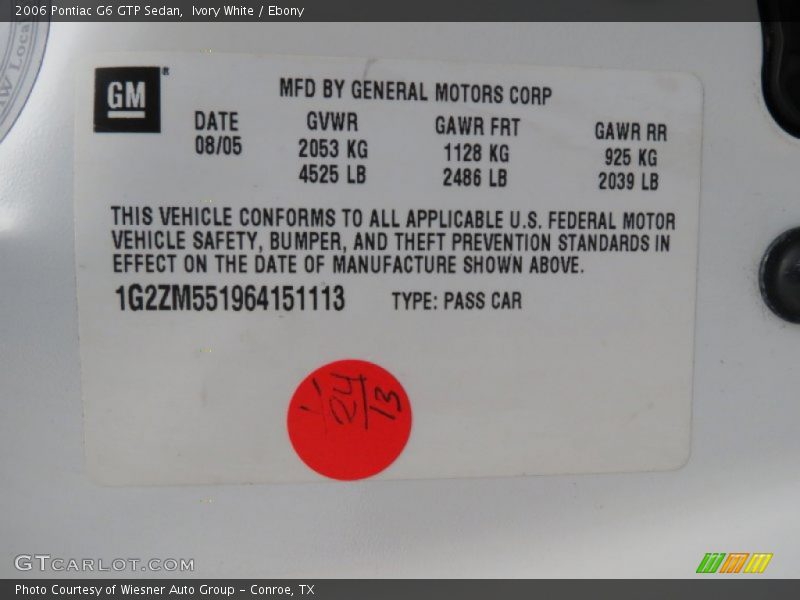 2006 Pontiac G6 GTP Sedan, Ivory White / Ebony
GM
MFD BY GENERAL MOTORS CORP
DATE GVWR GAWR FRT GAWR RR
08/05 2053 KG 1128 KG 925 KG
4525 LB 2486 LB 2039 LB
THIS VEHICLE CONFORMS TO ALL APPLICABLE U.S. FEDERAL MOTOR
VEHICLE SAFETY, BUMPER, AND THEFT PREVENTION STANDARDS IN
EFFECT ON THE DATE OF MANUFACTURE SHOWN ABOVE.
1G2ZM551964151113 TYPE: PASS CAR
1/24/13
GTCARLOT.COM
Photo Courtesy of Wiesner Auto Group - Conroe, TX